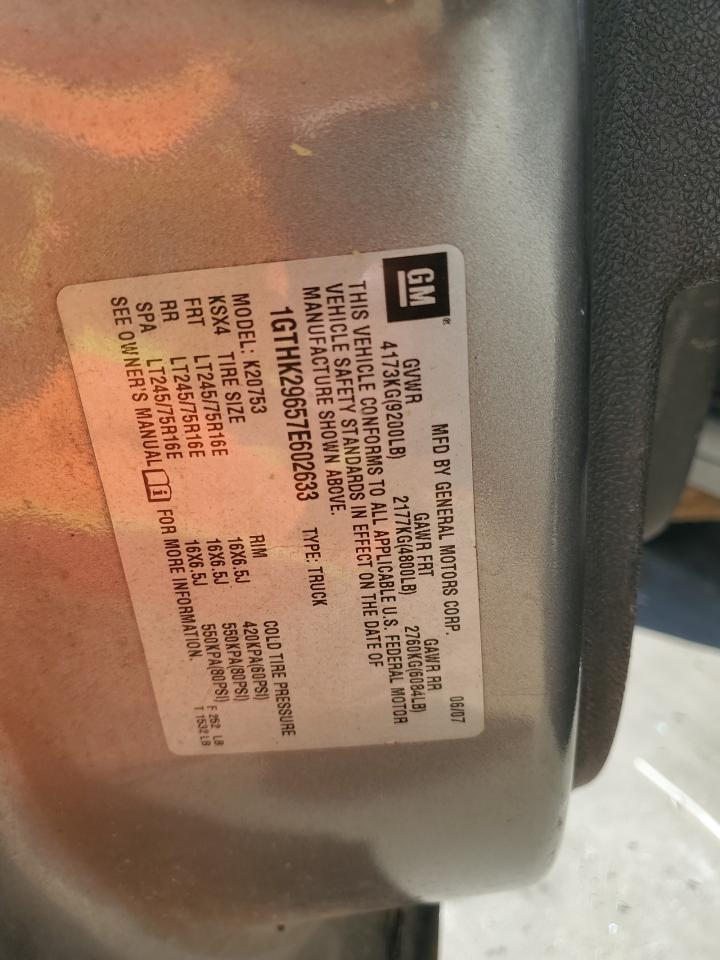 GM®
MFD BY GENERAL MOTORS CORP. 06/07
GVWR GAWR FRT GAWR RR
4173KG(9200LB) 2177KG(4800LB) 2760KG(6084LB)
THIS VEHICLE CONFORMS TO ALL APPLICABLE U.S. FEDERAL MOTOR
VEHICLE SAFETY STANDARDS IN EFFECT ON THE DATE OF
MANUFACTURE SHOWN ABOVE.
1GTHK29657E602633 TYPE: TRUCK
MODEL: K20753
KSX4 TIRE SIZE RIM COLD TIRE PRESSURE
FRT LT245/75R16E 16X6.5J 420KPA(60PSI)
RR LT245/75R16E 16X6.5J 550KPA(80PSI)
SPA LT245/75R16E 16X6.5J 550KPA(80PSI)
SEE OWNER'S MANUAL i FOR MORE INFORMATION.
F 252 LB
T 1532 LB